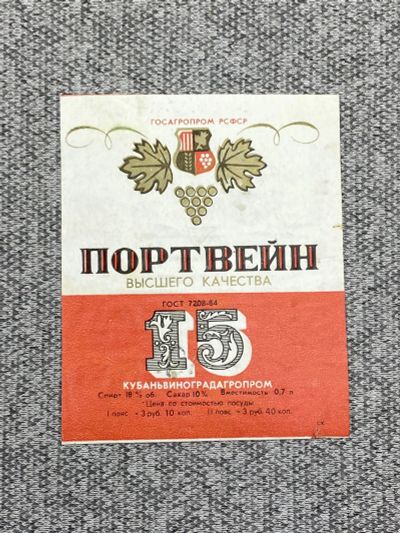 ГОСАГРОПРОМ РСФСР
ПОРТВЕЙН
ВЫСШЕГО КАЧЕСТВА
ГОСТ 7208-84
15
КУБАНЬВИНОГРАДАГРОПРОМ
Спирт 18% об. Сахар 10% Вместимость 0,7 л
Цена со стоимостью посуды
I пояс - 3 руб. 10 коп. II пояс - 3 руб. 40 коп.